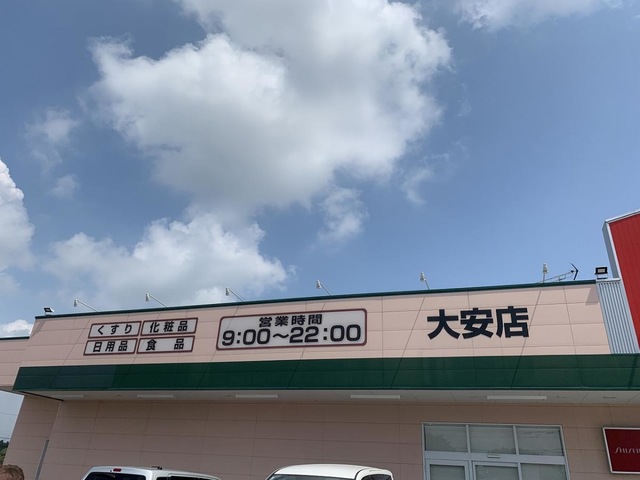 くすり 化粧品
日用品 食品
営業時間
9:00～22:00
大安店